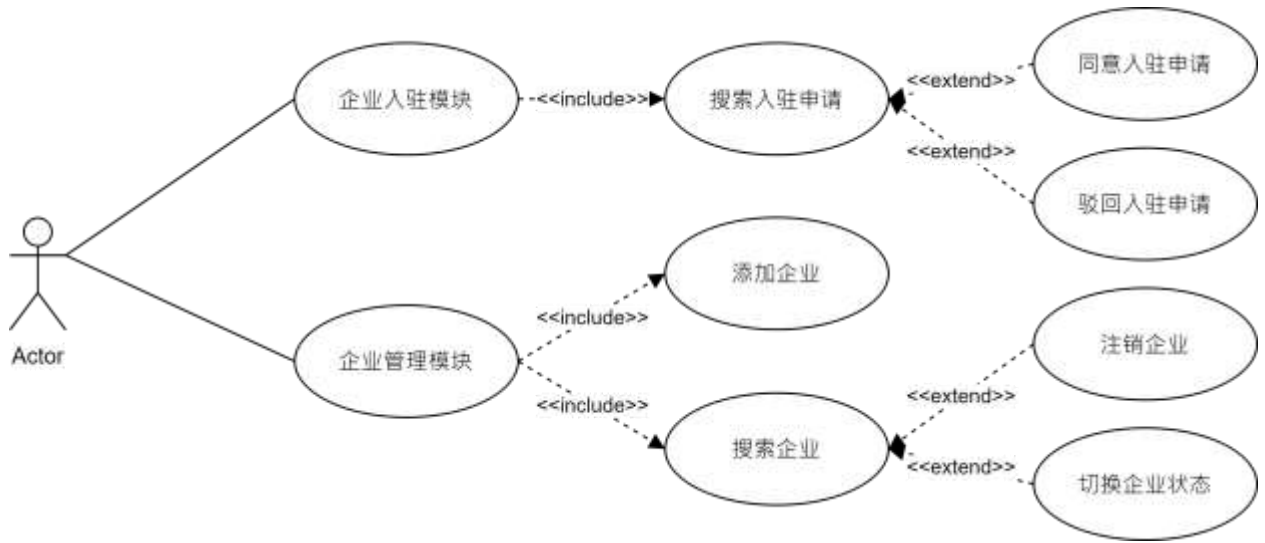 同意入驻申请
<<extend>>
企业入驻模块
<<include>>
搜索入驻申请
<<extend>>
驳回入驻申请
添加企业
<<include>>
Actor
企业管理模块
注销企业
<<extend>>
<<include>>
搜索企业
<<extend>>
切换企业状态